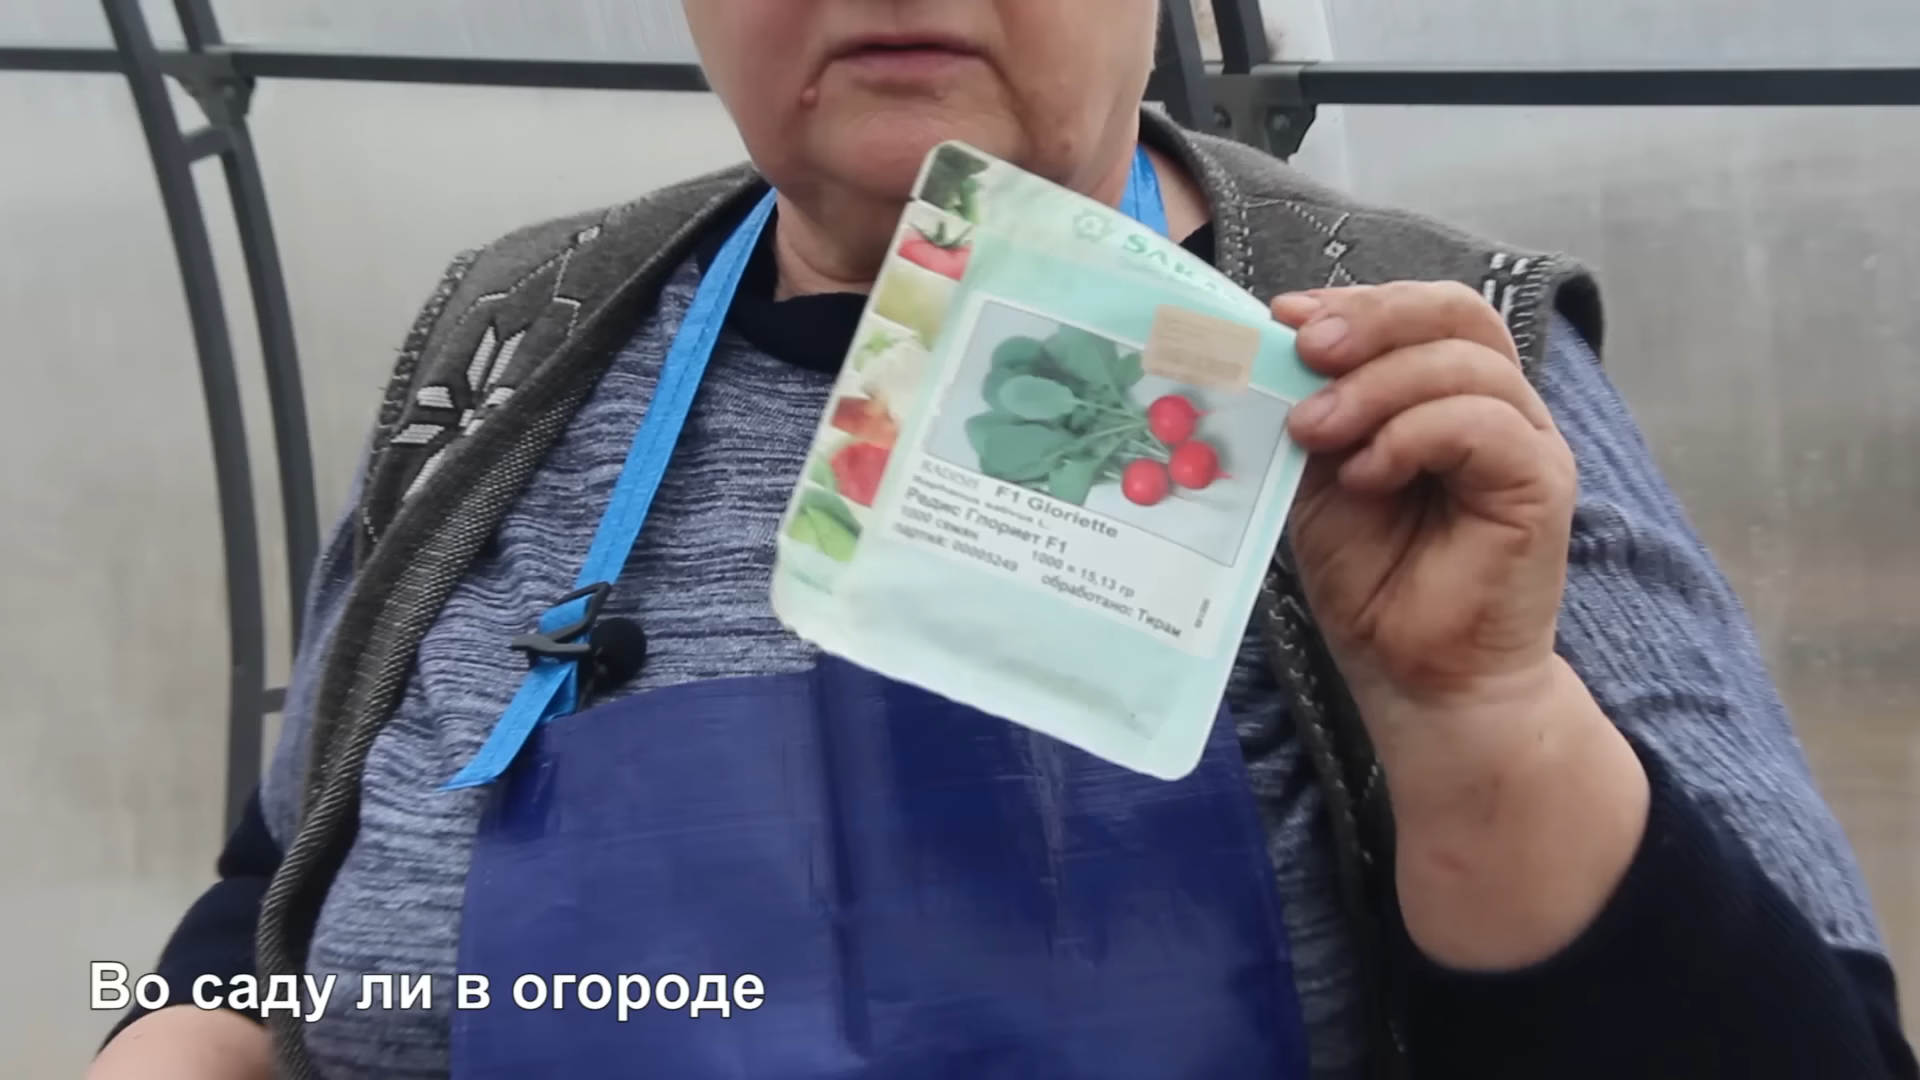 RADISH F1 Gloriette
Raphanus sativus L.
Редис Глориет F1
1000 семян 1000 = 15,13 гр
партия: 00005249 обработано: Тирам
Во саду ли в огороде